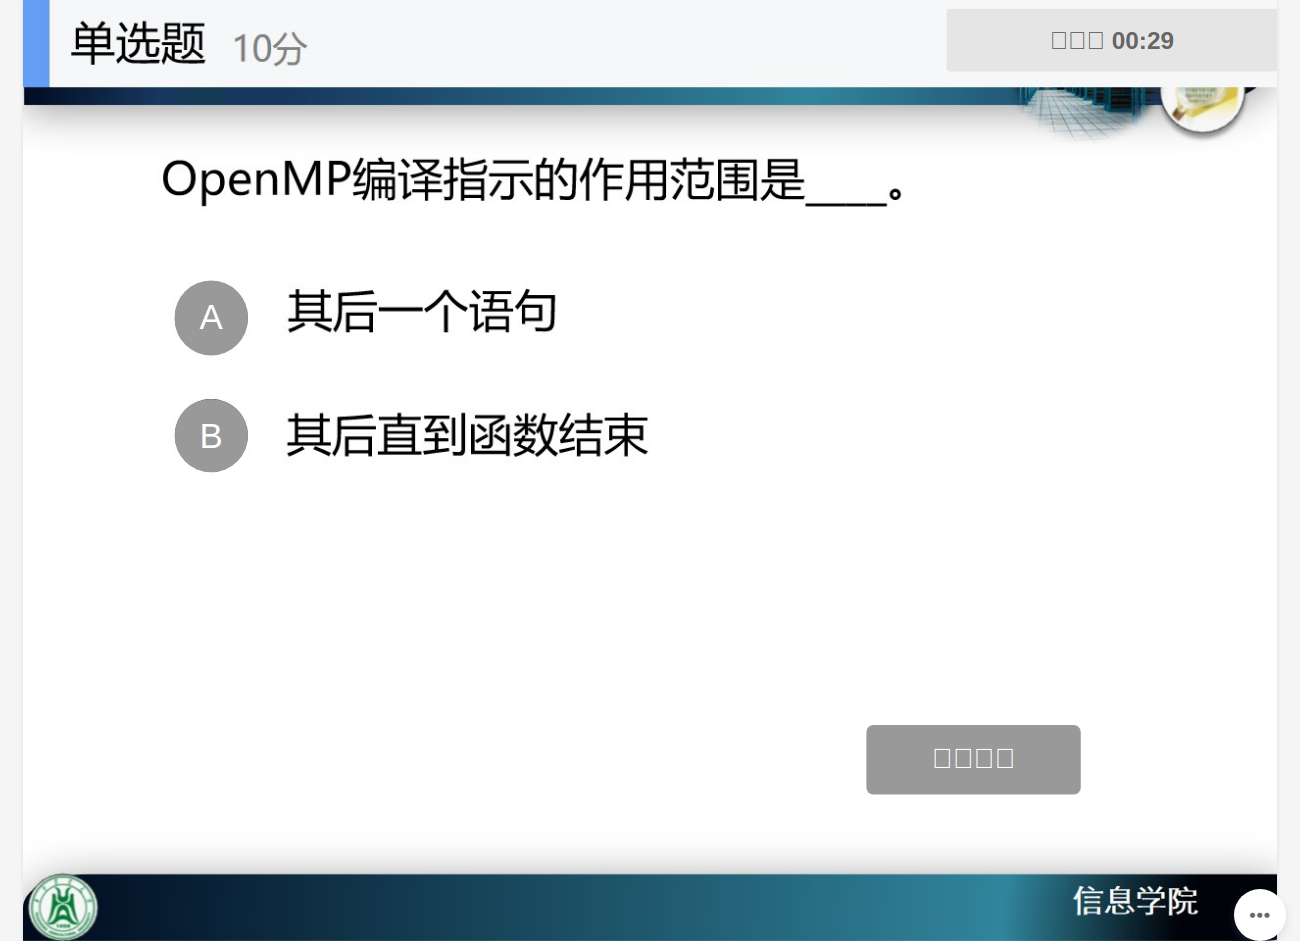 单选题 10分
00:29
OpenMP编译指示的作用范围是____。
A 其后一个语句
B 其后直到函数结束
信息学院